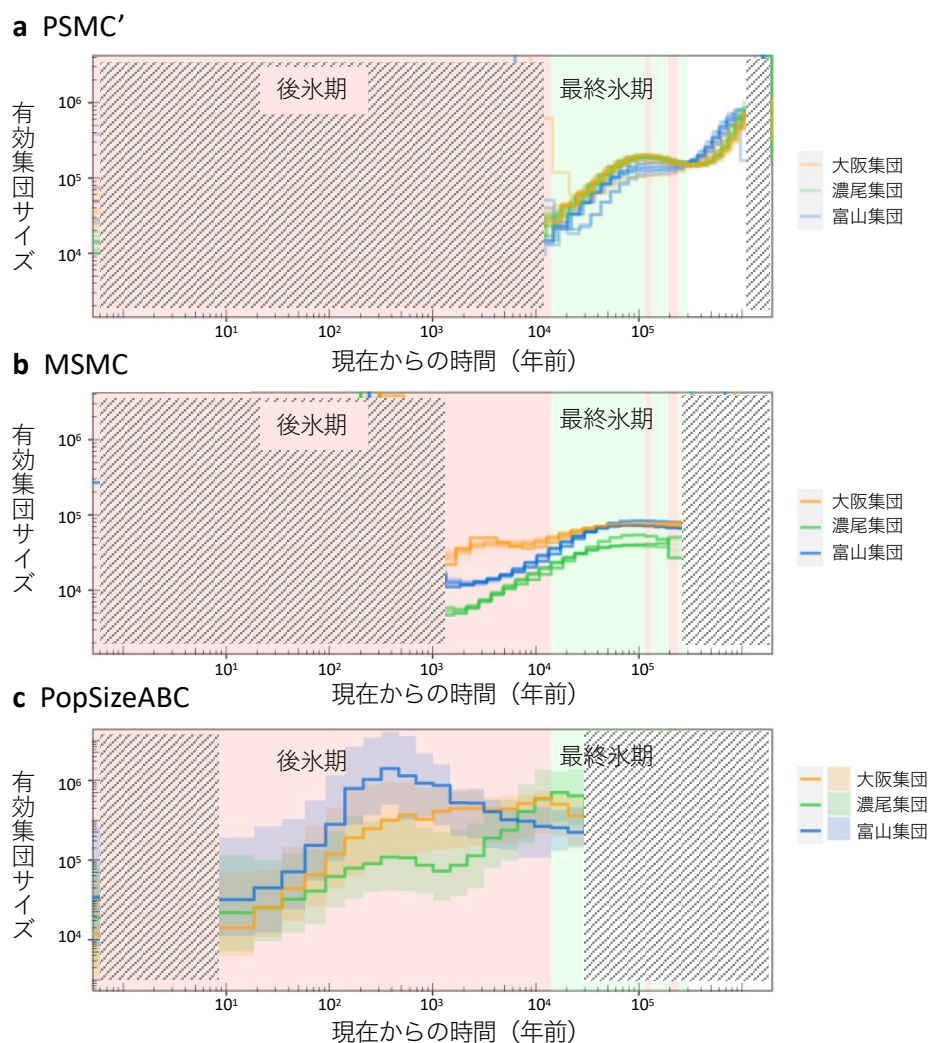 a PSMC’
有効集団サイズ
10⁶
10⁵
10⁴
後氷期
最終氷期
大阪集団
濃尾集団
富山集団
10¹
10²
10³
10⁴
10⁵
現在からの時間（年前）
b MSMC
有効集団サイズ
10⁶
10⁵
10⁴
後氷期
最終氷期
大阪集団
濃尾集団
富山集団
10¹
10²
10³
10⁴
10⁵
現在からの時間（年前）
c PopSizeABC
有効集団サイズ
10⁶
10⁵
10⁴
後氷期
最終氷期
大阪集団
濃尾集団
富山集団
10¹
10²
10³
10⁴
10⁵
現在からの時間（年前）